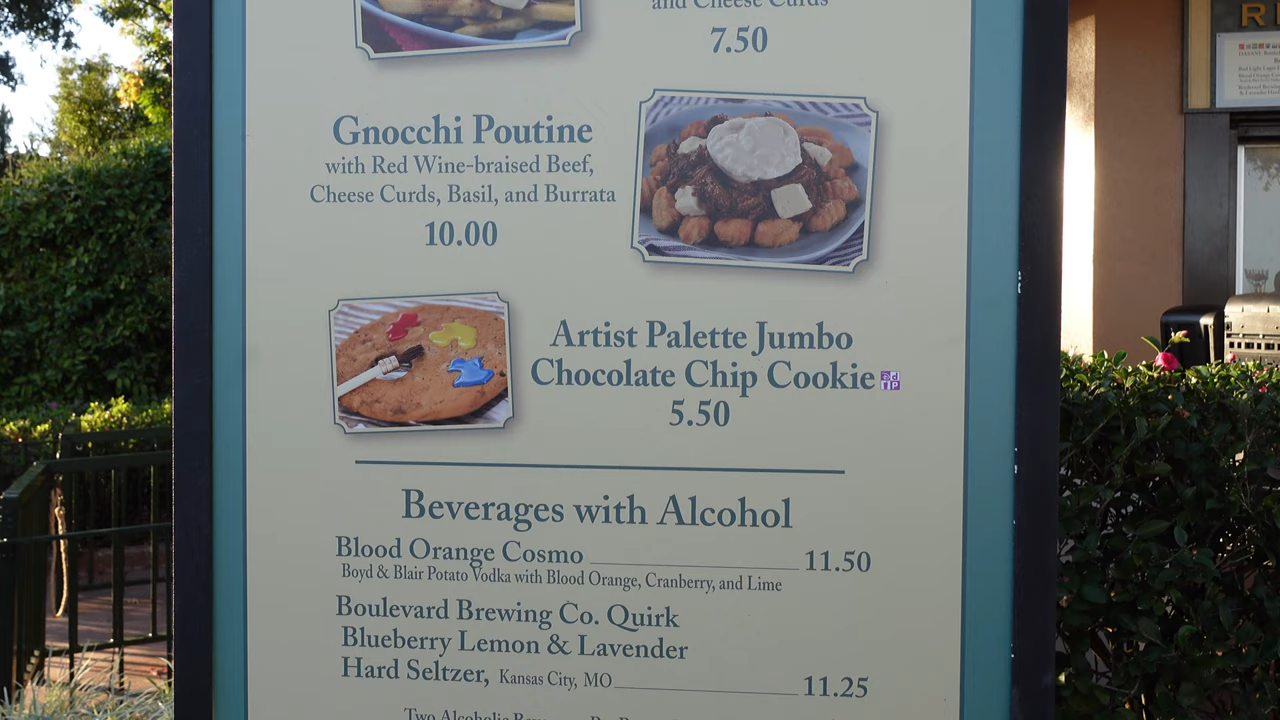 and Cheese Curds
7.50
Gnocchi Poutine
with Red Wine-braised Beef,
Cheese Curds, Basil, and Burrata
10.00
Artist Palette Jumbo
Chocolate Chip Cookie
5.50
Beverages with Alcohol
Blood Orange Cosmo 11.50
Boyd & Blair Potato Vodka with Blood Orange, Cranberry, and Lime
Boulevard Brewing Co. Quirk
Blueberry Lemon & Lavender
Hard Seltzer, Kansas City, MO 11.25
Two Alcoholic